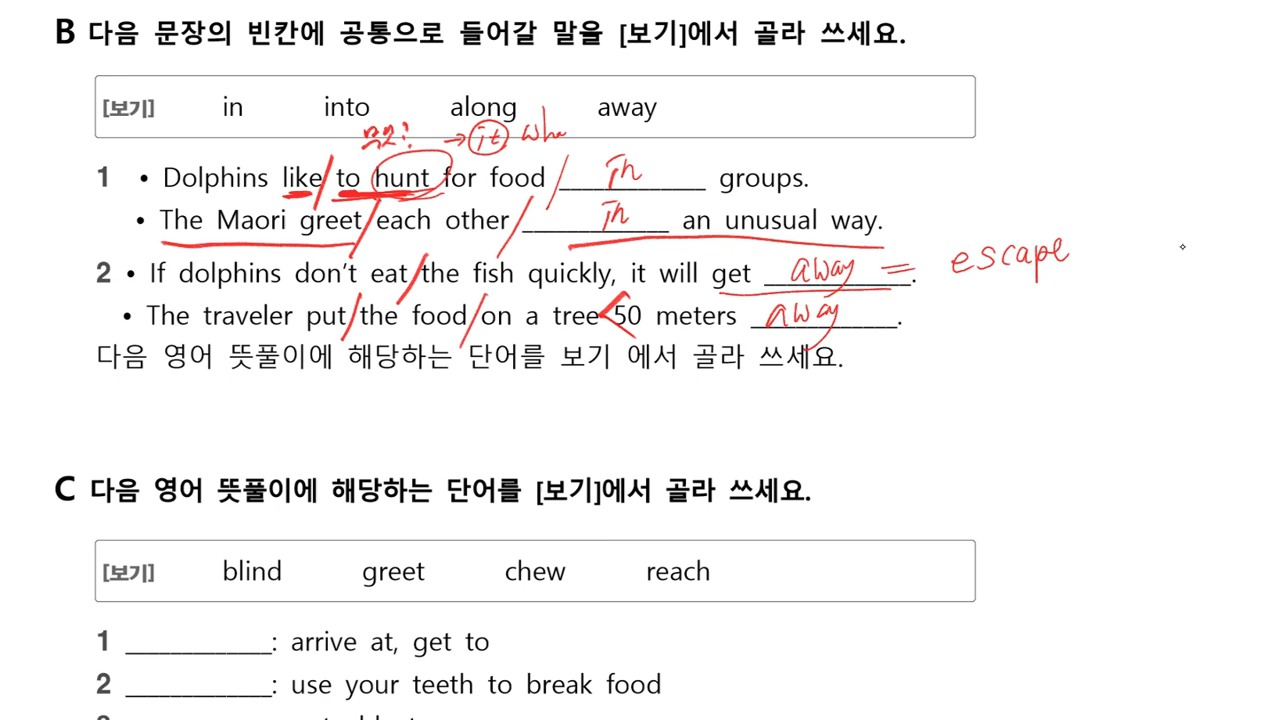 B 다음 문장의 빈칸에 공통으로 들어갈 말을 [보기]에서 골라 쓰세요.
[보기] in into along away
무엇? → it
1 • Dolphins like / to hunt for food / in groups.
• The Maori greet / each other / in an unusual way.
2 • If dolphins don't eat / the fish quickly, it will get away = escape
• The traveler put / the food / on a tree < 50 meters away.
다음 영어 뜻풀이에 해당하는 단어를 보기 에서 골라 쓰세요.
C 다음 영어 뜻풀이에 해당하는 단어를 [보기]에서 골라 쓰세요.
[보기] blind greet chew reach
1 ____________: arrive at, get to
2 ____________: use your teeth to break food